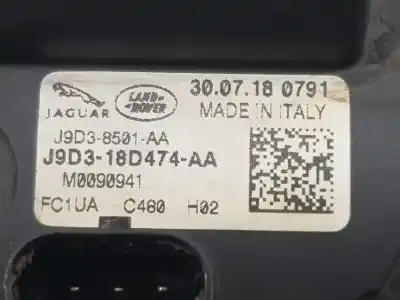 JAGUAR
LAND-
ROVER
30.07.18 0791
MADE IN ITALY
J9D3-8501-AA
J9D3-18D474-AA
M0090941
FC1UA C480 H02